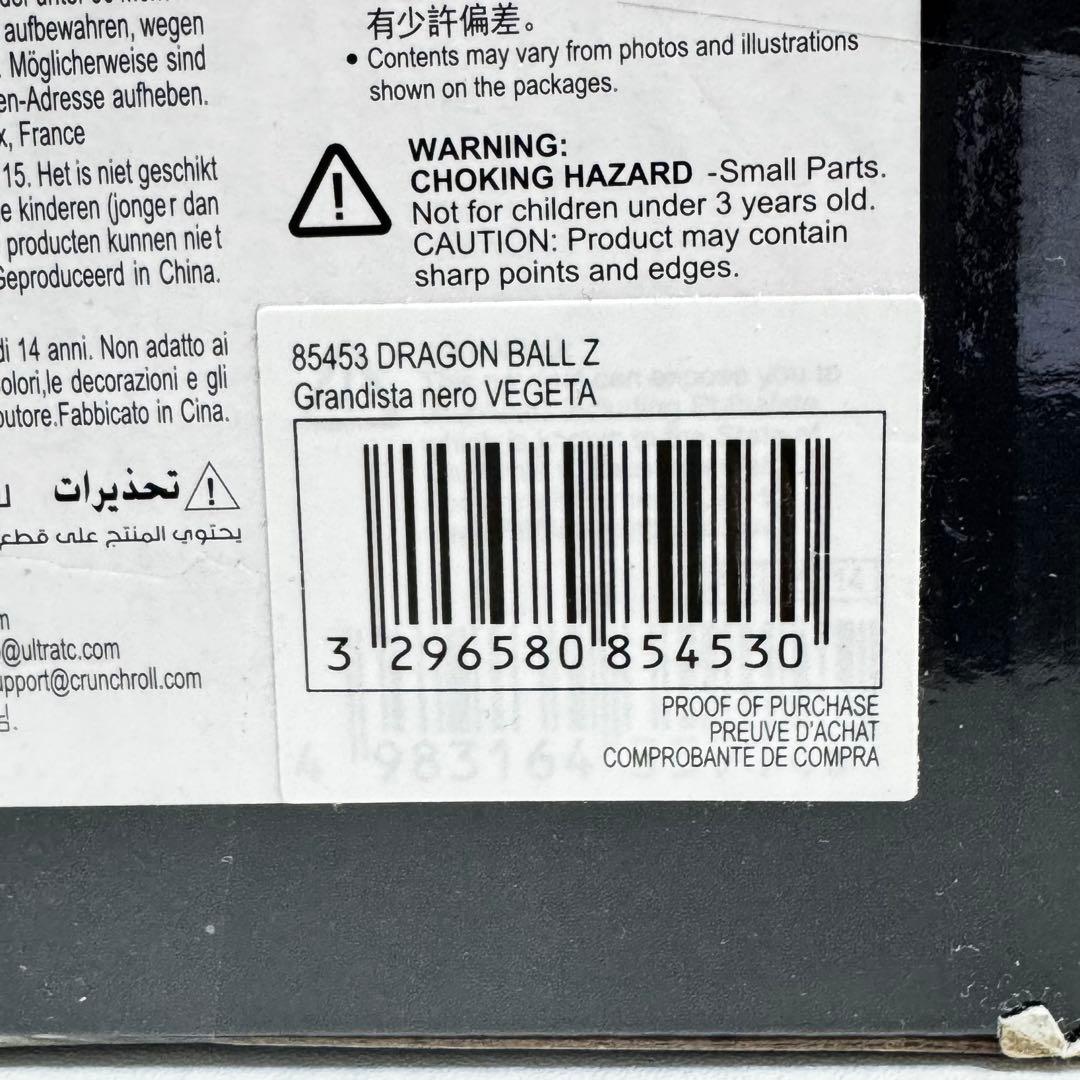 aufbewahren, wegen
Möglicherweise sind
en-Adresse aufheben.
x, France
15. Het is niet geschikt
e kinderen (jonger dan
producten kunnen niet
Geproduceerd in China.
di 14 anni. Non adatto ai
olori,le decorazioni e gli
butore.Fabbicato in Cina.
تحذيرات
يحتوي المنتج على قطع
@ultratc.com
upport@crunchroll.com
有少許偏差。
• Contents may vary from photos and illustrations
shown on the packages.
WARNING:
CHOKING HAZARD -Small Parts.
Not for children under 3 years old.
CAUTION: Product may contain
sharp points and edges.
85453 DRAGON BALL Z
Grandista nero VEGETA
3 296580 854530
PROOF OF PURCHASE
PREUVE D'ACHAT
COMPROBANTE DE COMPRA
4 983164